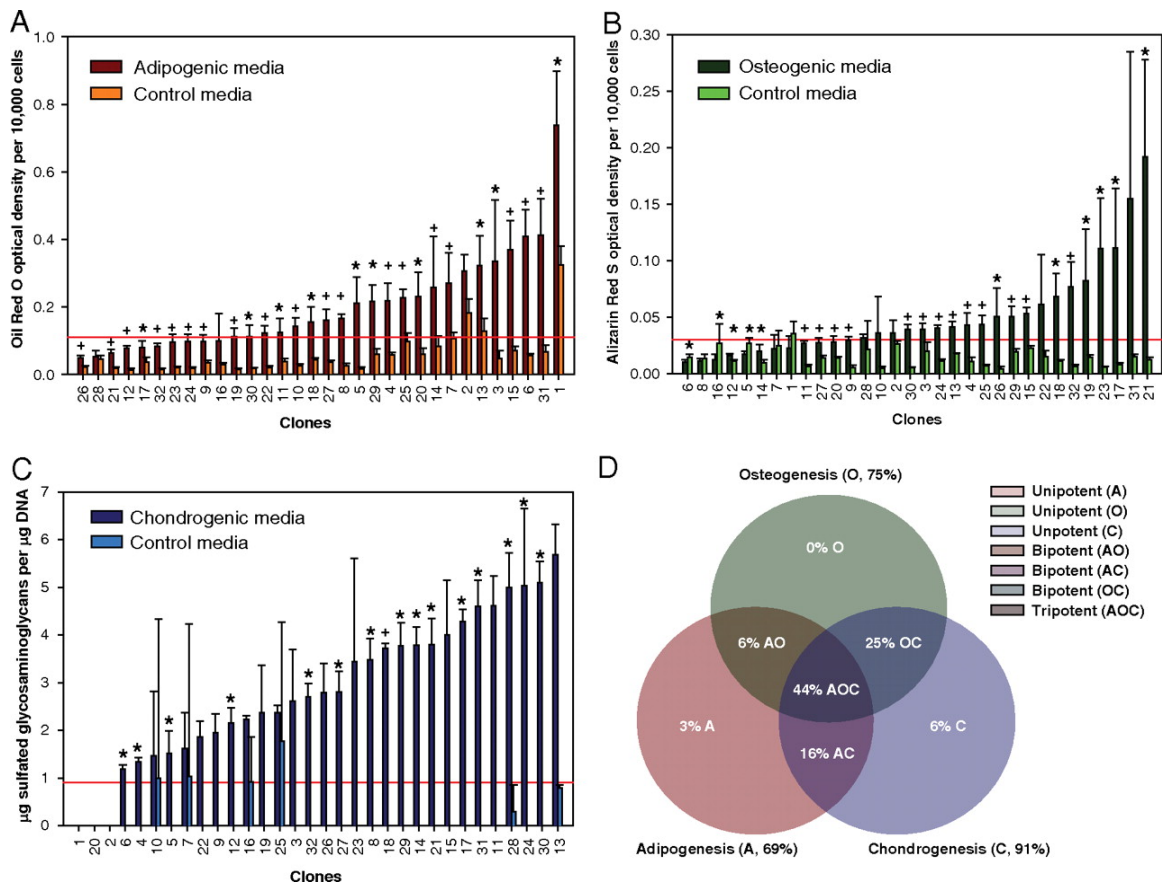 A
1.0
0.8
0.6
0.4
0.2
0.0
Oil Red O optical density per 10,000 cells
Adipogenic media
Control media
26 28 21 12 17 32 23 24 9 16 19 30 22 11 10 18 27 8 5 29 4 25 20 14 7 2 13 3 15 6 31 1
Clones
B
0.30
0.25
0.20
0.15
0.10
0.05
0.00
Alizarin Red S optical density per 10,000 cells
Osteogenic media
Control media
6 8 16 12 5 14 7 1 11 27 20 9 28 10 2 30 3 24 13 4 25 26 29 15 22 18 32 19 23 17 31 21
Clones
C
7
6
5
4
3
2
1
0
µg sulfated glycosaminoglycans per µg DNA
Chondrogenic media
Control media
1 20 2 6 4 10 5 7 22 9 12 16 19 25 3 32 26 27 23 8 18 29 14 21 15 17 31 11 28 24 30 13
Clones
D
Osteogenesis (O, 75%)
0% O
6% AO
25% OC
44% AOC
3% A
16% AC
6% C
Adipogenesis (A, 69%)
Chondrogenesis (C, 91%)
Unipotent (A)
Unipotent (O)
Unpotent (C)
Bipotent (AO)
Bipotent (AC)
Bipotent (OC)
Tripotent (AOC)